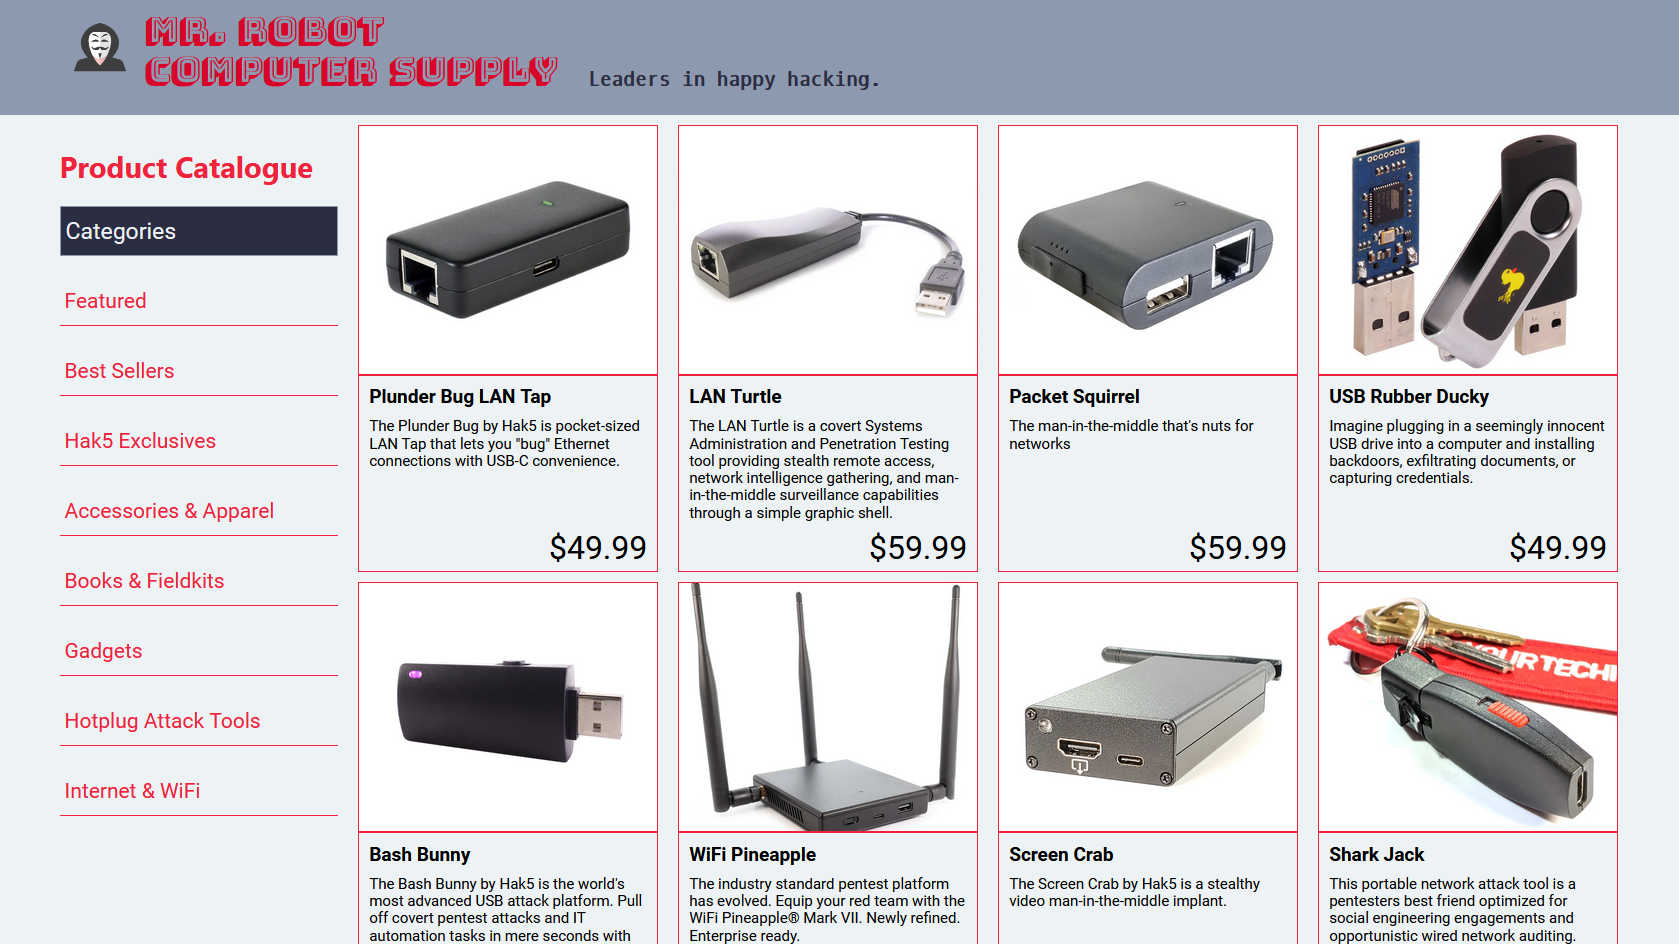 MR. ROBOT
COMPUTER SUPPLY
Leaders in happy hacking.
Product Catalogue
Categories
Featured
Best Sellers
Hak5 Exclusives
Accessories & Apparel
Books & Fieldkits
Gadgets
Hotplug Attack Tools
Internet & WiFi
Plunder Bug LAN Tap
The Plunder Bug by Hak5 is pocket-sized
LAN Tap that lets you "bug" Ethernet
connections with USB-C convenience.
$49.99
LAN Turtle
The LAN Turtle is a covert Systems
Administration and Penetration Testing
tool providing stealth remote access,
network intelligence gathering, and man-
in-the-middle surveillance capabilities
through a simple graphic shell.
$59.99
Packet Squirrel
The man-in-the-middle that's nuts for
networks
$59.99
USB Rubber Ducky
Imagine plugging in a seemingly innocent
USB drive into a computer and installing
backdoors, exfiltrating documents, or
capturing credentials.
$49.99
Bash Bunny
The Bash Bunny by Hak5 is the world's
most advanced USB attack platform. Pull
off covert pentest attacks and IT
automation tasks in mere seconds with
WiFi Pineapple
The industry standard pentest platform
has evolved. Equip your red team with the
WiFi Pineapple® Mark VII. Newly refined.
Enterprise ready.
Screen Crab
The Screen Crab by Hak5 is a stealthy
video man-in-the-middle implant.
YOUR TECH
Shark Jack
This portable network attack tool is a
pentesters best friend optimized for
social engineering engagements and
opportunistic wired network auditing.